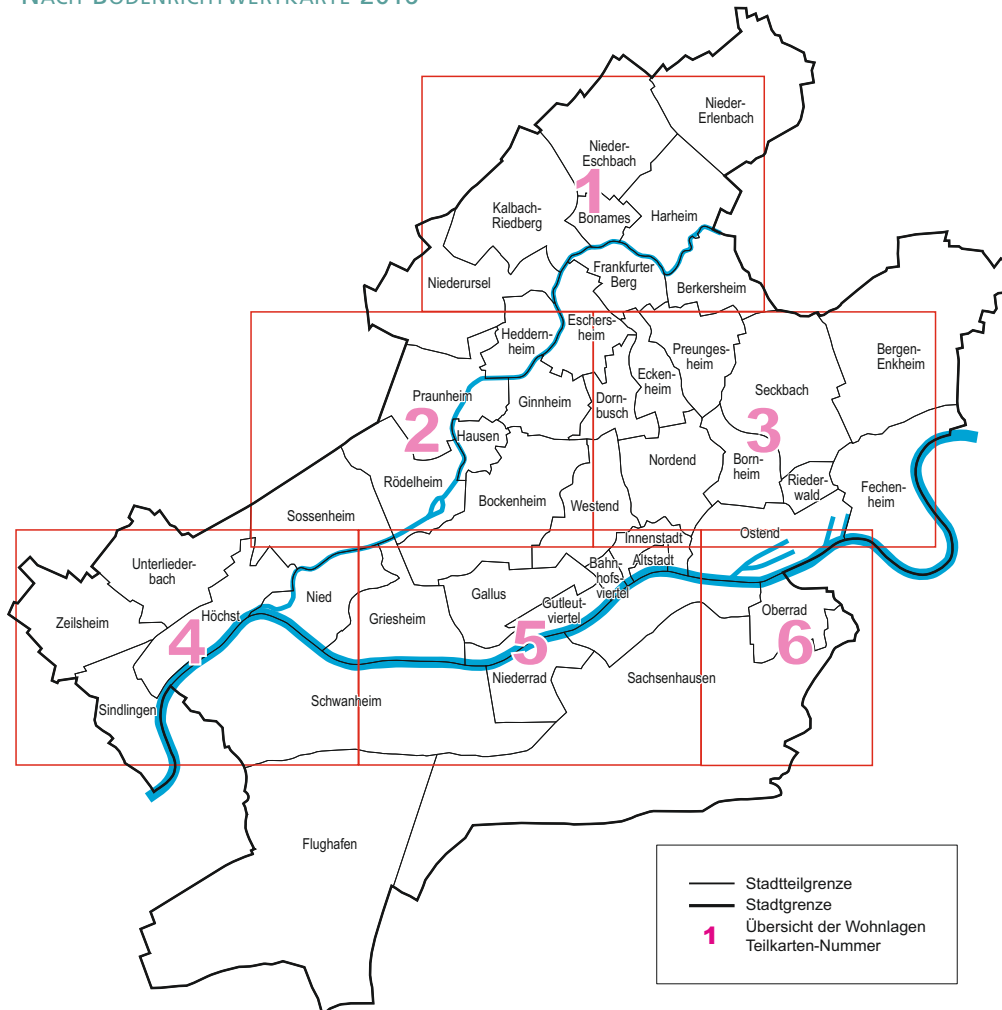 Nieder-
Erlenbach
Nieder-
Eschbach
1
Kalbach-
Riedberg
Bonames
Harheim
Frankfurter
Berg
Niederursel
Berkersheim
Heddern-
heim
Eschers-
heim
Preunges-
heim
Bergen-
Enkheim
Ecken-
heim
Seckbach
Praunheim
Ginnheim
Dorn-
busch
2
3
Hausen
Nordend
Born-
heim
Rödelheim
Bockenheim
Rieder-
wald
Fechen-
heim
Westend
Sossenheim
Ostend
Innenstadt
Altstadt
Unterlieder-
bach
Bahn-
hofs-
viertel
Nied
Gallus
Zeilsheim
Höchst
Griesheim
Gutleut-
viertel
Oberrad
4
5
6
Niederrad
Sachsenhausen
Schwanheim
Sindlingen
Flughafen
Stadtteilgrenze
Stadtgrenze
1 Übersicht der Wohnlagen
Teilkarten-Nummer